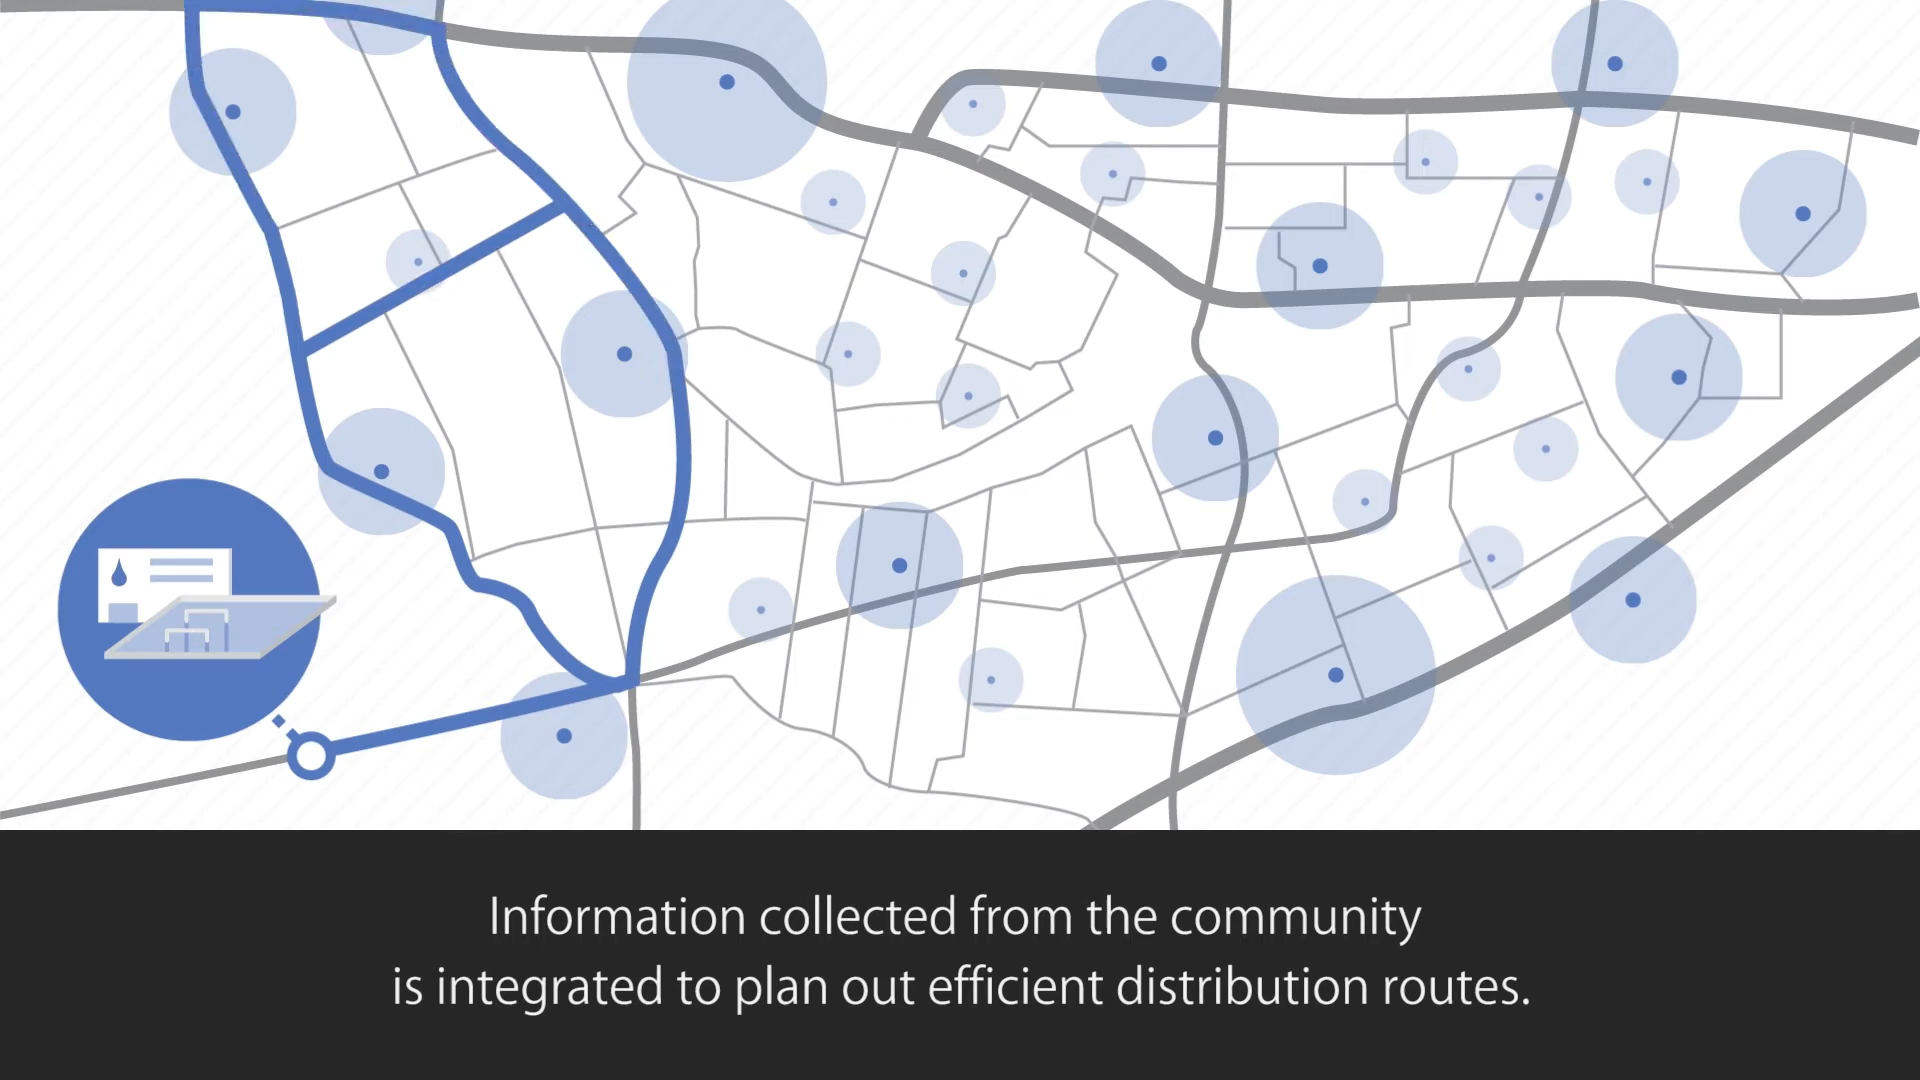 Information collected from the community
is integrated to plan out efficient distribution routes.